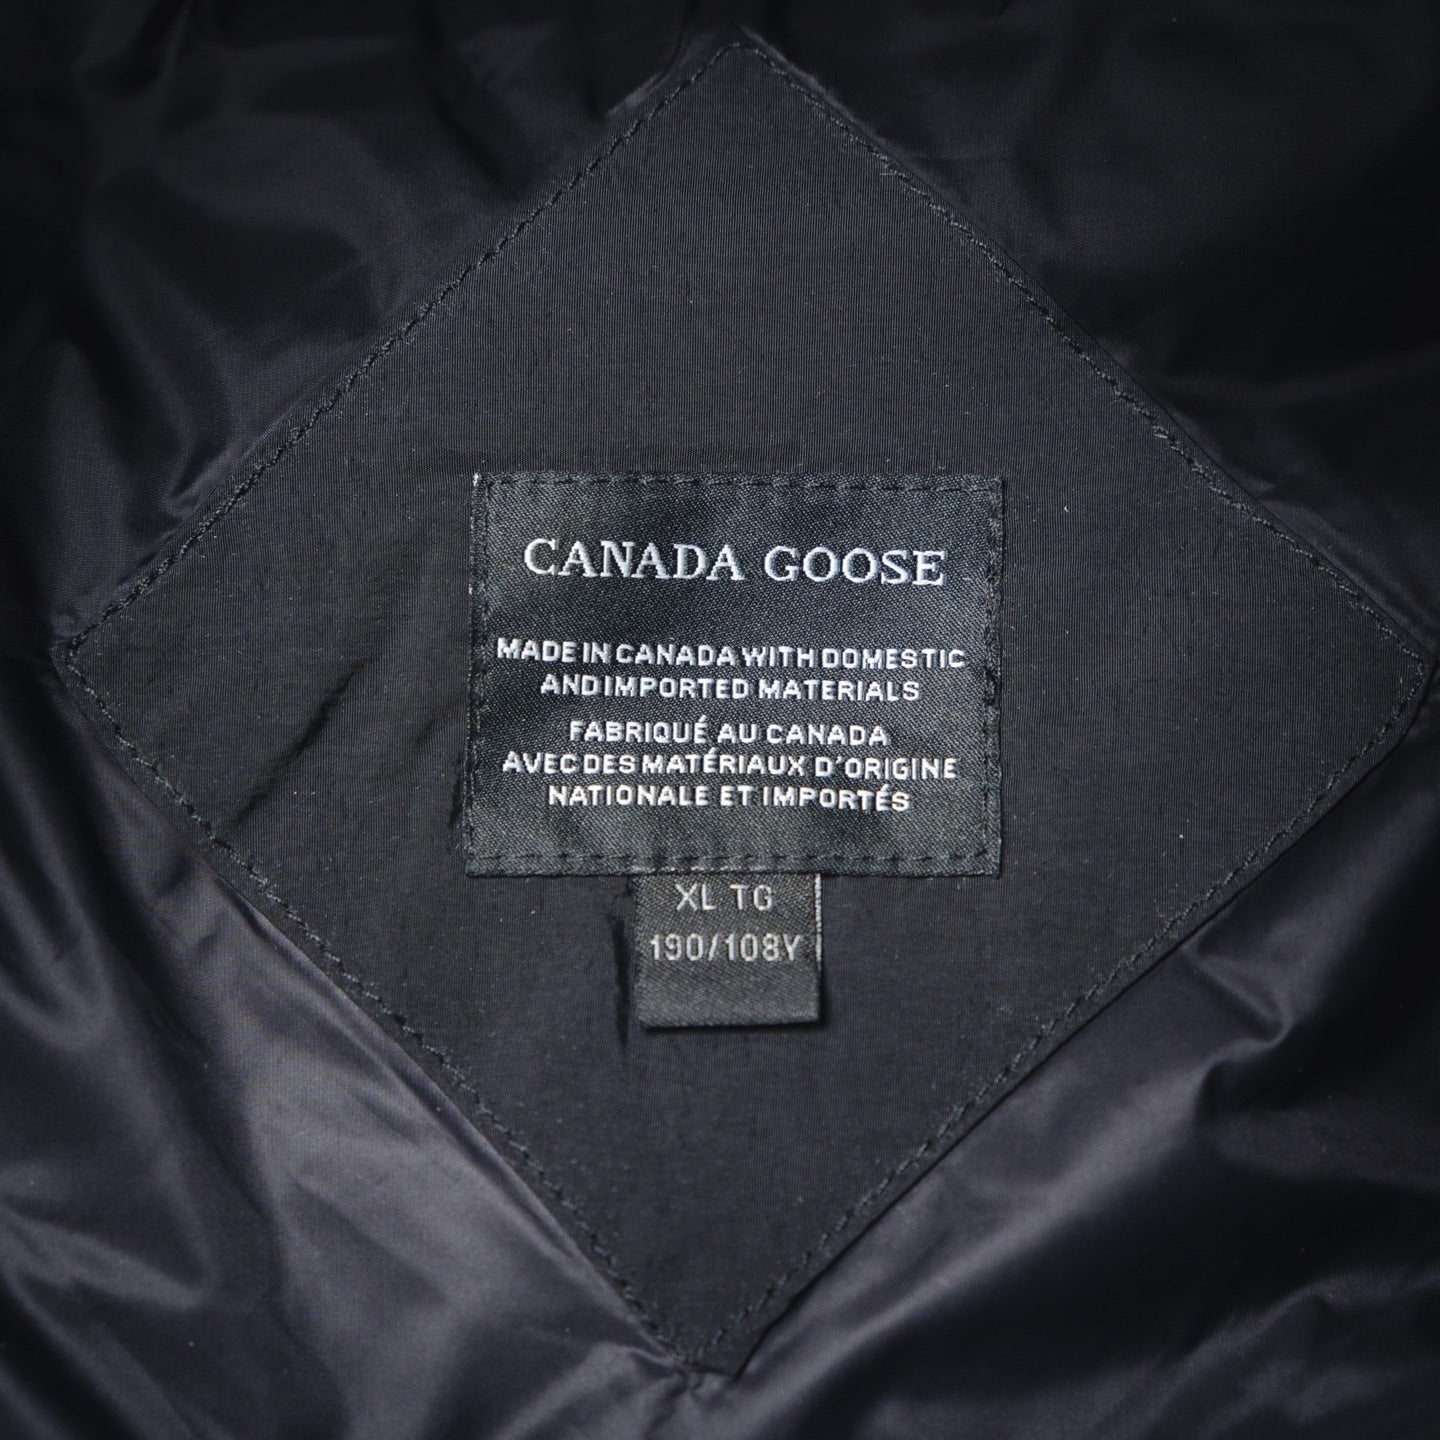 CANADA GOOSE
MADE IN CANADA WITH DOMESTIC
AND IMPORTED MATERIALS
FABRIQUÉ AU CANADA
AVEC DES MATÉRIAUX D'ORIGINE
NATIONALE ET IMPORTÉS
XL TG
190/108Y